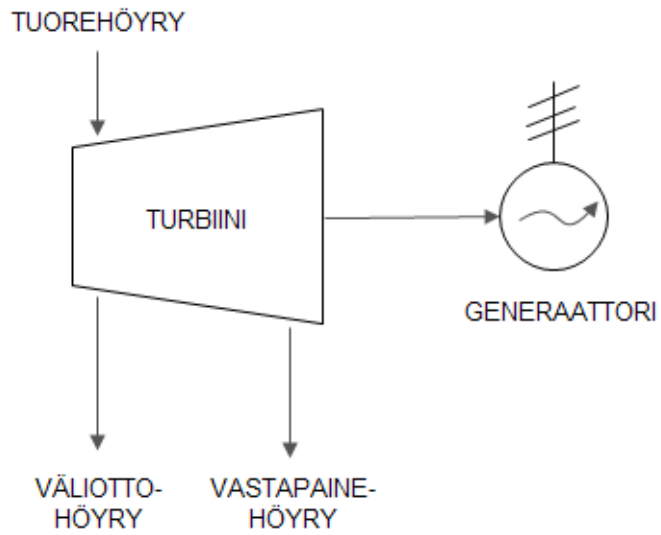 TUOREHÖYRY
TURBIINI
GENERAATTORI
VÄLIOTTO-
HÖYRY
VASTAPAINE-
HÖYRY